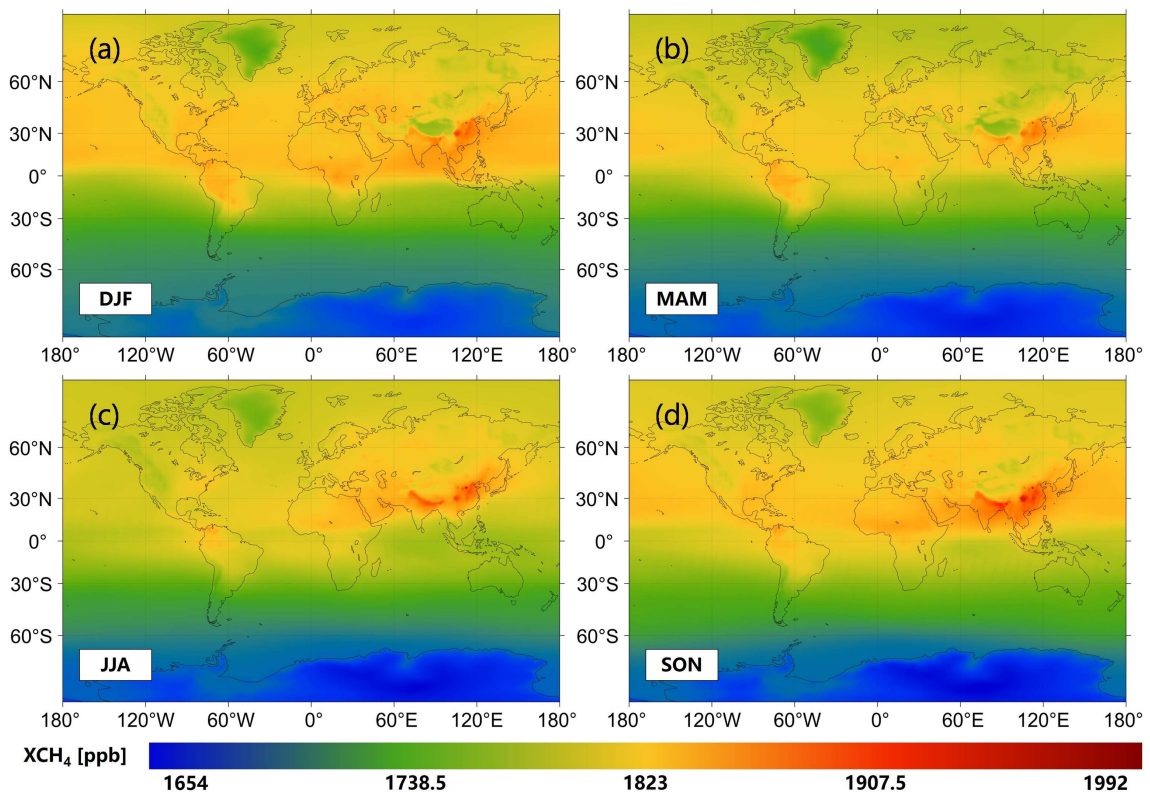 (a)
(b)
60°N 60°N
30°N 30°N
0° 0°
30°S 30°S
60°S 60°S
DJF
MAM
180° 120°W 60°W 0° 60°E 120°E 180° 180° 120°W 60°W 0° 60°E 120°E 180°
(c)
(d)
60°N 60°N
30°N 30°N
0° 0°
30°S 30°S
60°S 60°S
JJA
SON
180° 120°W 60°W 0° 60°E 120°E 180° 180° 120°W 60°W 0° 60°E 120°E 180°
XCH₄ [ppb]
1654 1738.5 1823 1907.5 1992